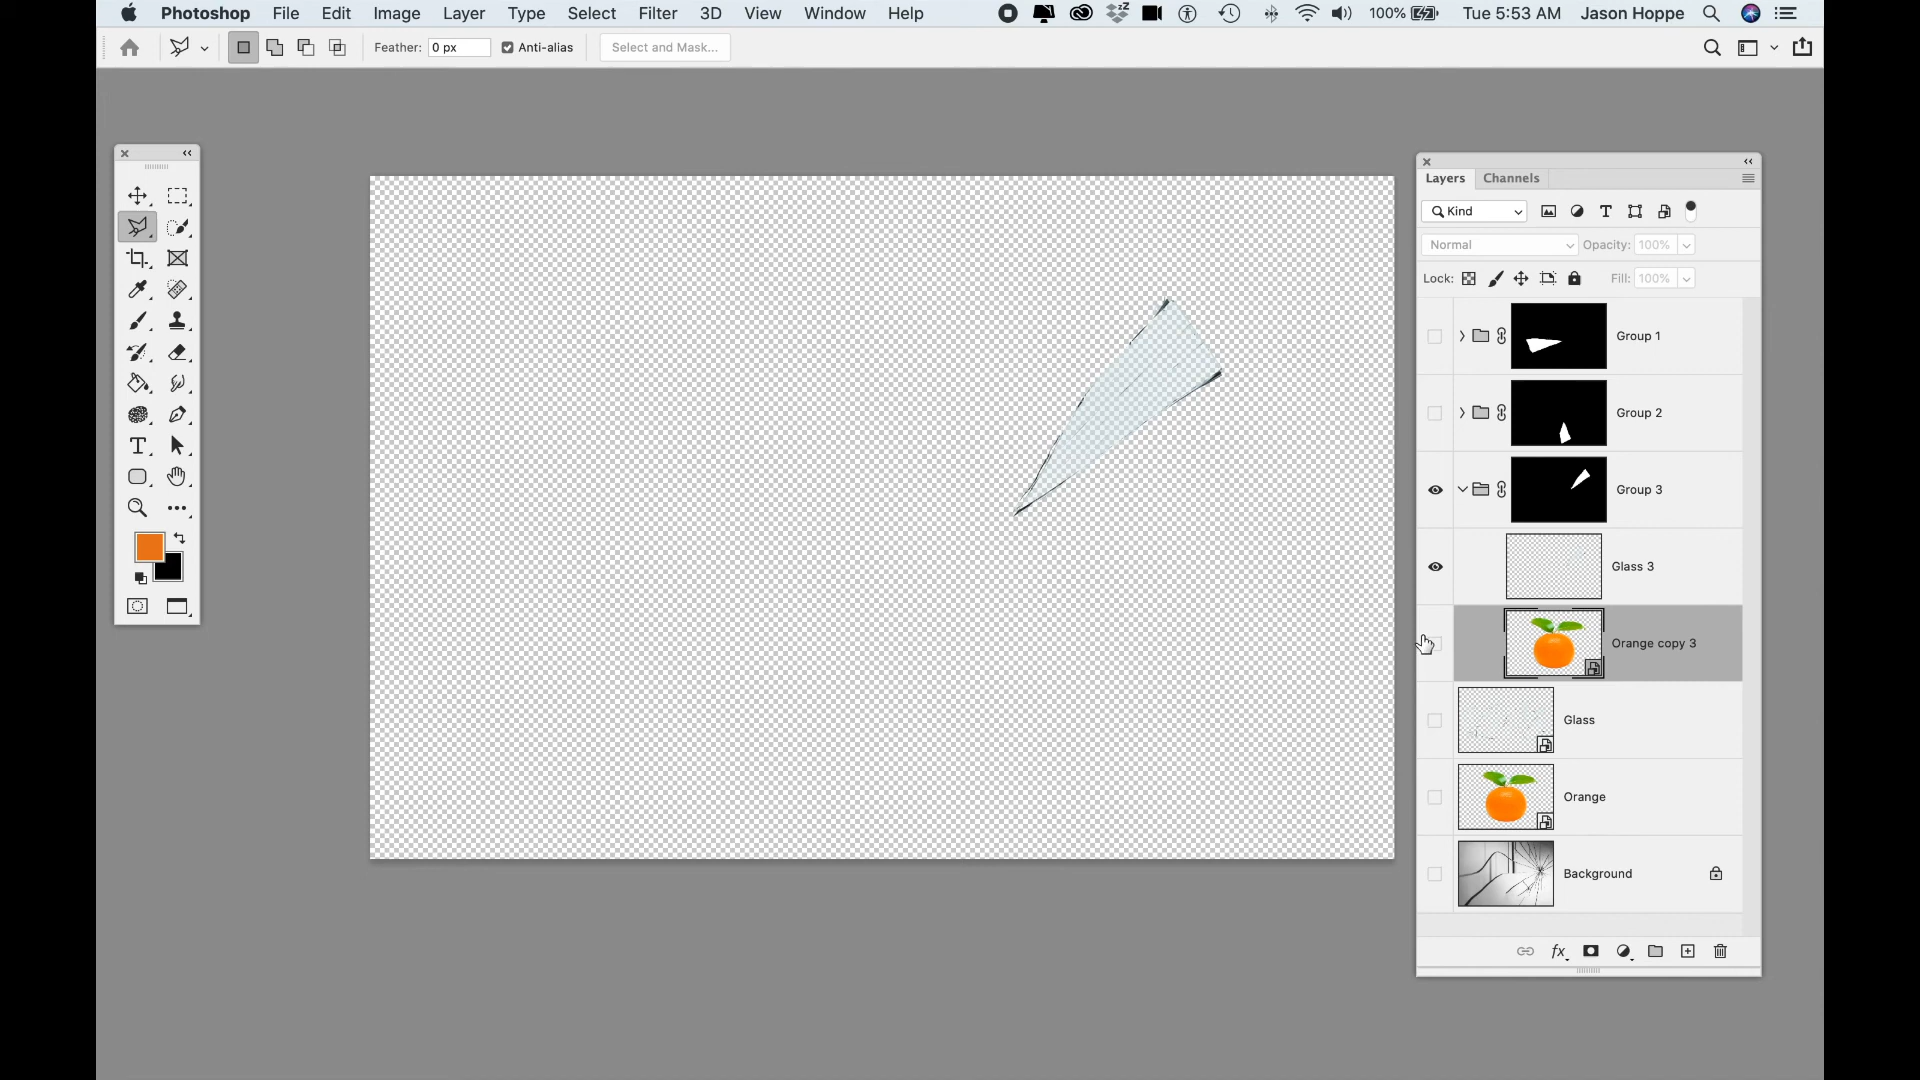 Photoshop File Edit Image Layer Type Select Filter 3D View Window Help 100% Tue 5:53 AM Jason Hoppe
Feather: 0 px Anti-alias Select and Mask...
Layers Channels
Kind
Normal Opacity: 100%
Lock: Fill: 100%
Group 1
Group 2
Group 3
Glass 3
Orange copy 3
Glass
Orange
Background
fx